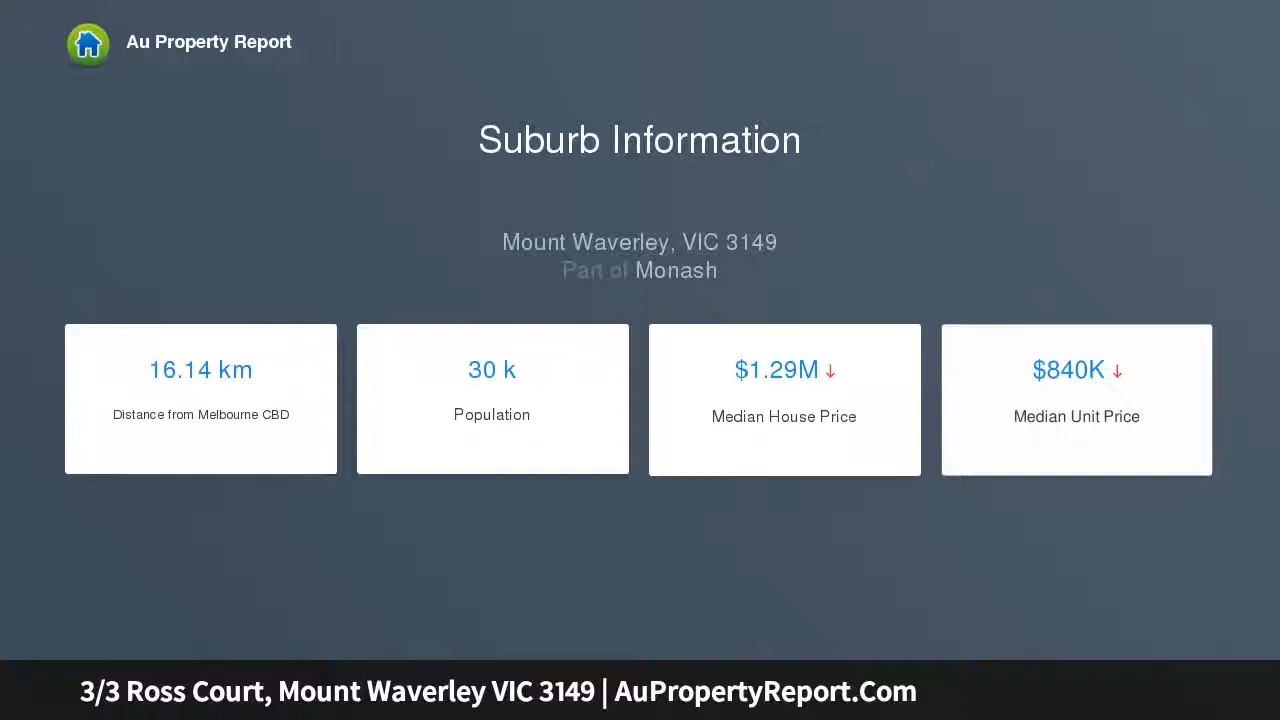 Au Property Report
Suburb Information
Mount Waverley, VIC 3149
Part of Monash
16.14 km
Distance from Melbourne CBD
30 k
Population
$1.29M ↓
Median House Price
$840K ↓
Median Unit Price
3/3 Ross Court, Mount Waverley VIC 3149 | AuPropertyReport.Com